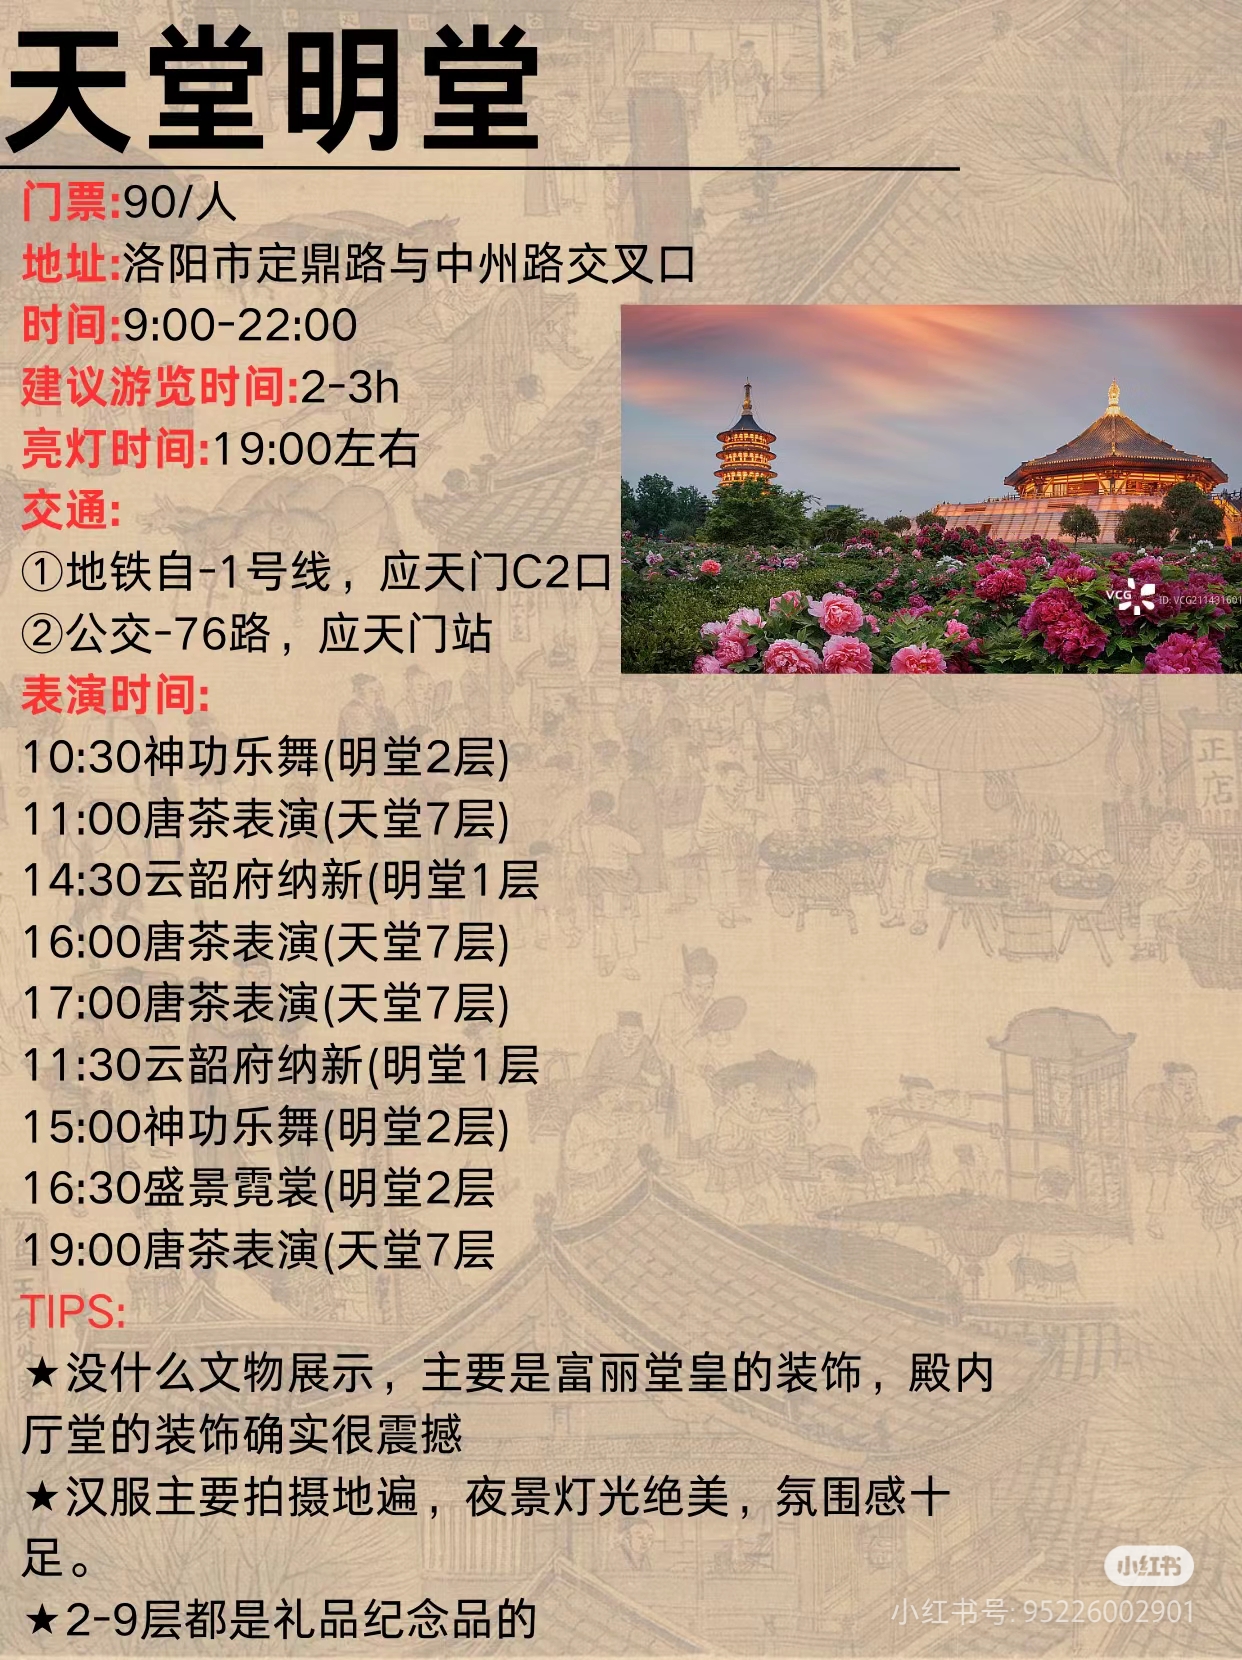 天堂明堂
门票:90/人
地址:洛阳市定鼎路与中州路交叉口
时间:9:00-22:00
建议游览时间:2-3h
亮灯时间:19:00左右
交通:
①地铁自-1号线，应天门C2口
②公交-76路，应天门站
VCG
ID: VCG211431601
表演时间:
10:30神功乐舞(明堂2层)
正店
11:00唐茶表演(天堂7层)
14:30云韶府纳新(明堂1层
16:00唐茶表演(天堂7层)
17:00唐茶表演(天堂7层)
11:30云韶府纳新(明堂1层
15:00神功乐舞(明堂2层)
16:30盛景霓裳(明堂2层
19:00唐茶表演(天堂7层
TIPS:
★没什么文物展示，主要是富丽堂皇的装饰，殿内
厅堂的装饰确实很震撼
★汉服主要拍摄地遍，夜景灯光绝美，氛围感十
足。
★2-9层都是礼品纪念品的
小红书
小红书号: 95226002901